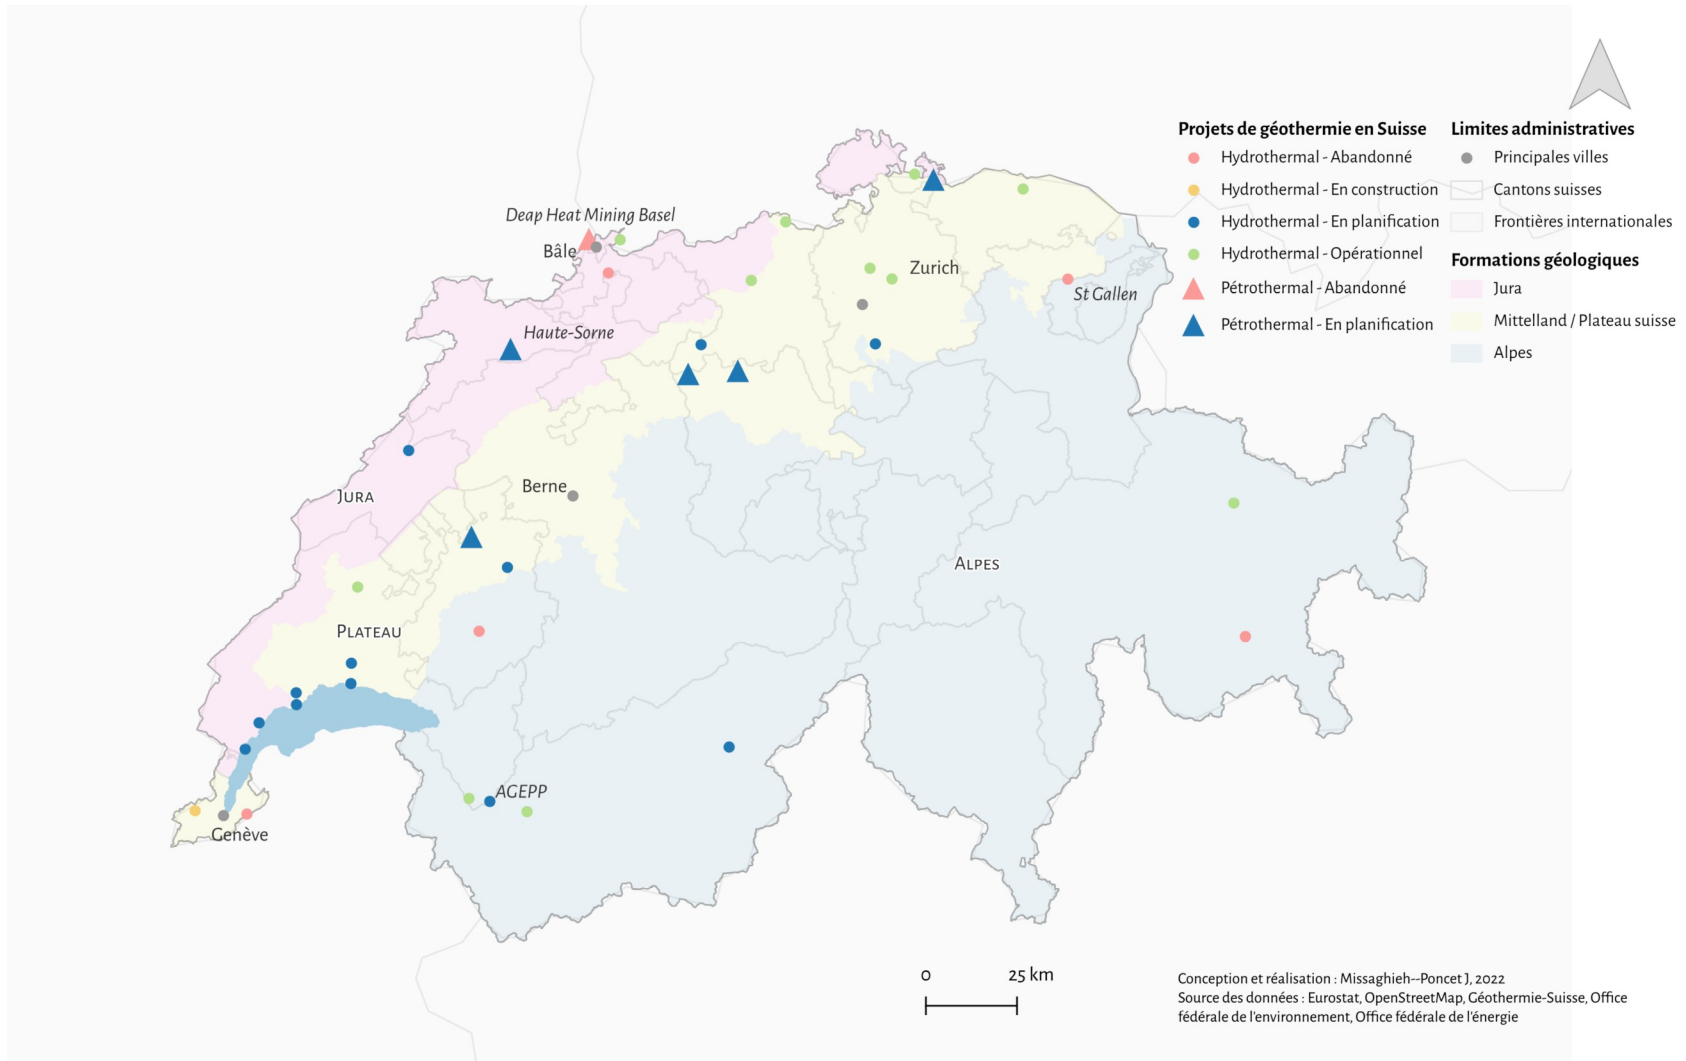 Projets de géothermie en Suisse
Hydrothermal - Abandonné
Hydrothermal - En construction
Hydrothermal - En planification
Hydrothermal - Opérationnel
Pétrothermal - Abandonné
Pétrothermal - En planification
Limites administratives
Principales villes
Cantons suisses
Frontières internationales
Formations géologiques
Jura
Mittelland / Plateau suisse
Alpes
Deap Heat Mining Basel
Bâle
Zurich
St Gallen
Haute-Sorne
Berne
JURA
ALPES
PLATEAU
AGEPP
Genève
0 25 km
Conception et réalisation : Missaghieh--Poncet J, 2022
Source des données : Eurostat, OpenStreetMap, Géothermie-Suisse, Office
fédérale de l'environnement, Office fédérale de l'énergie